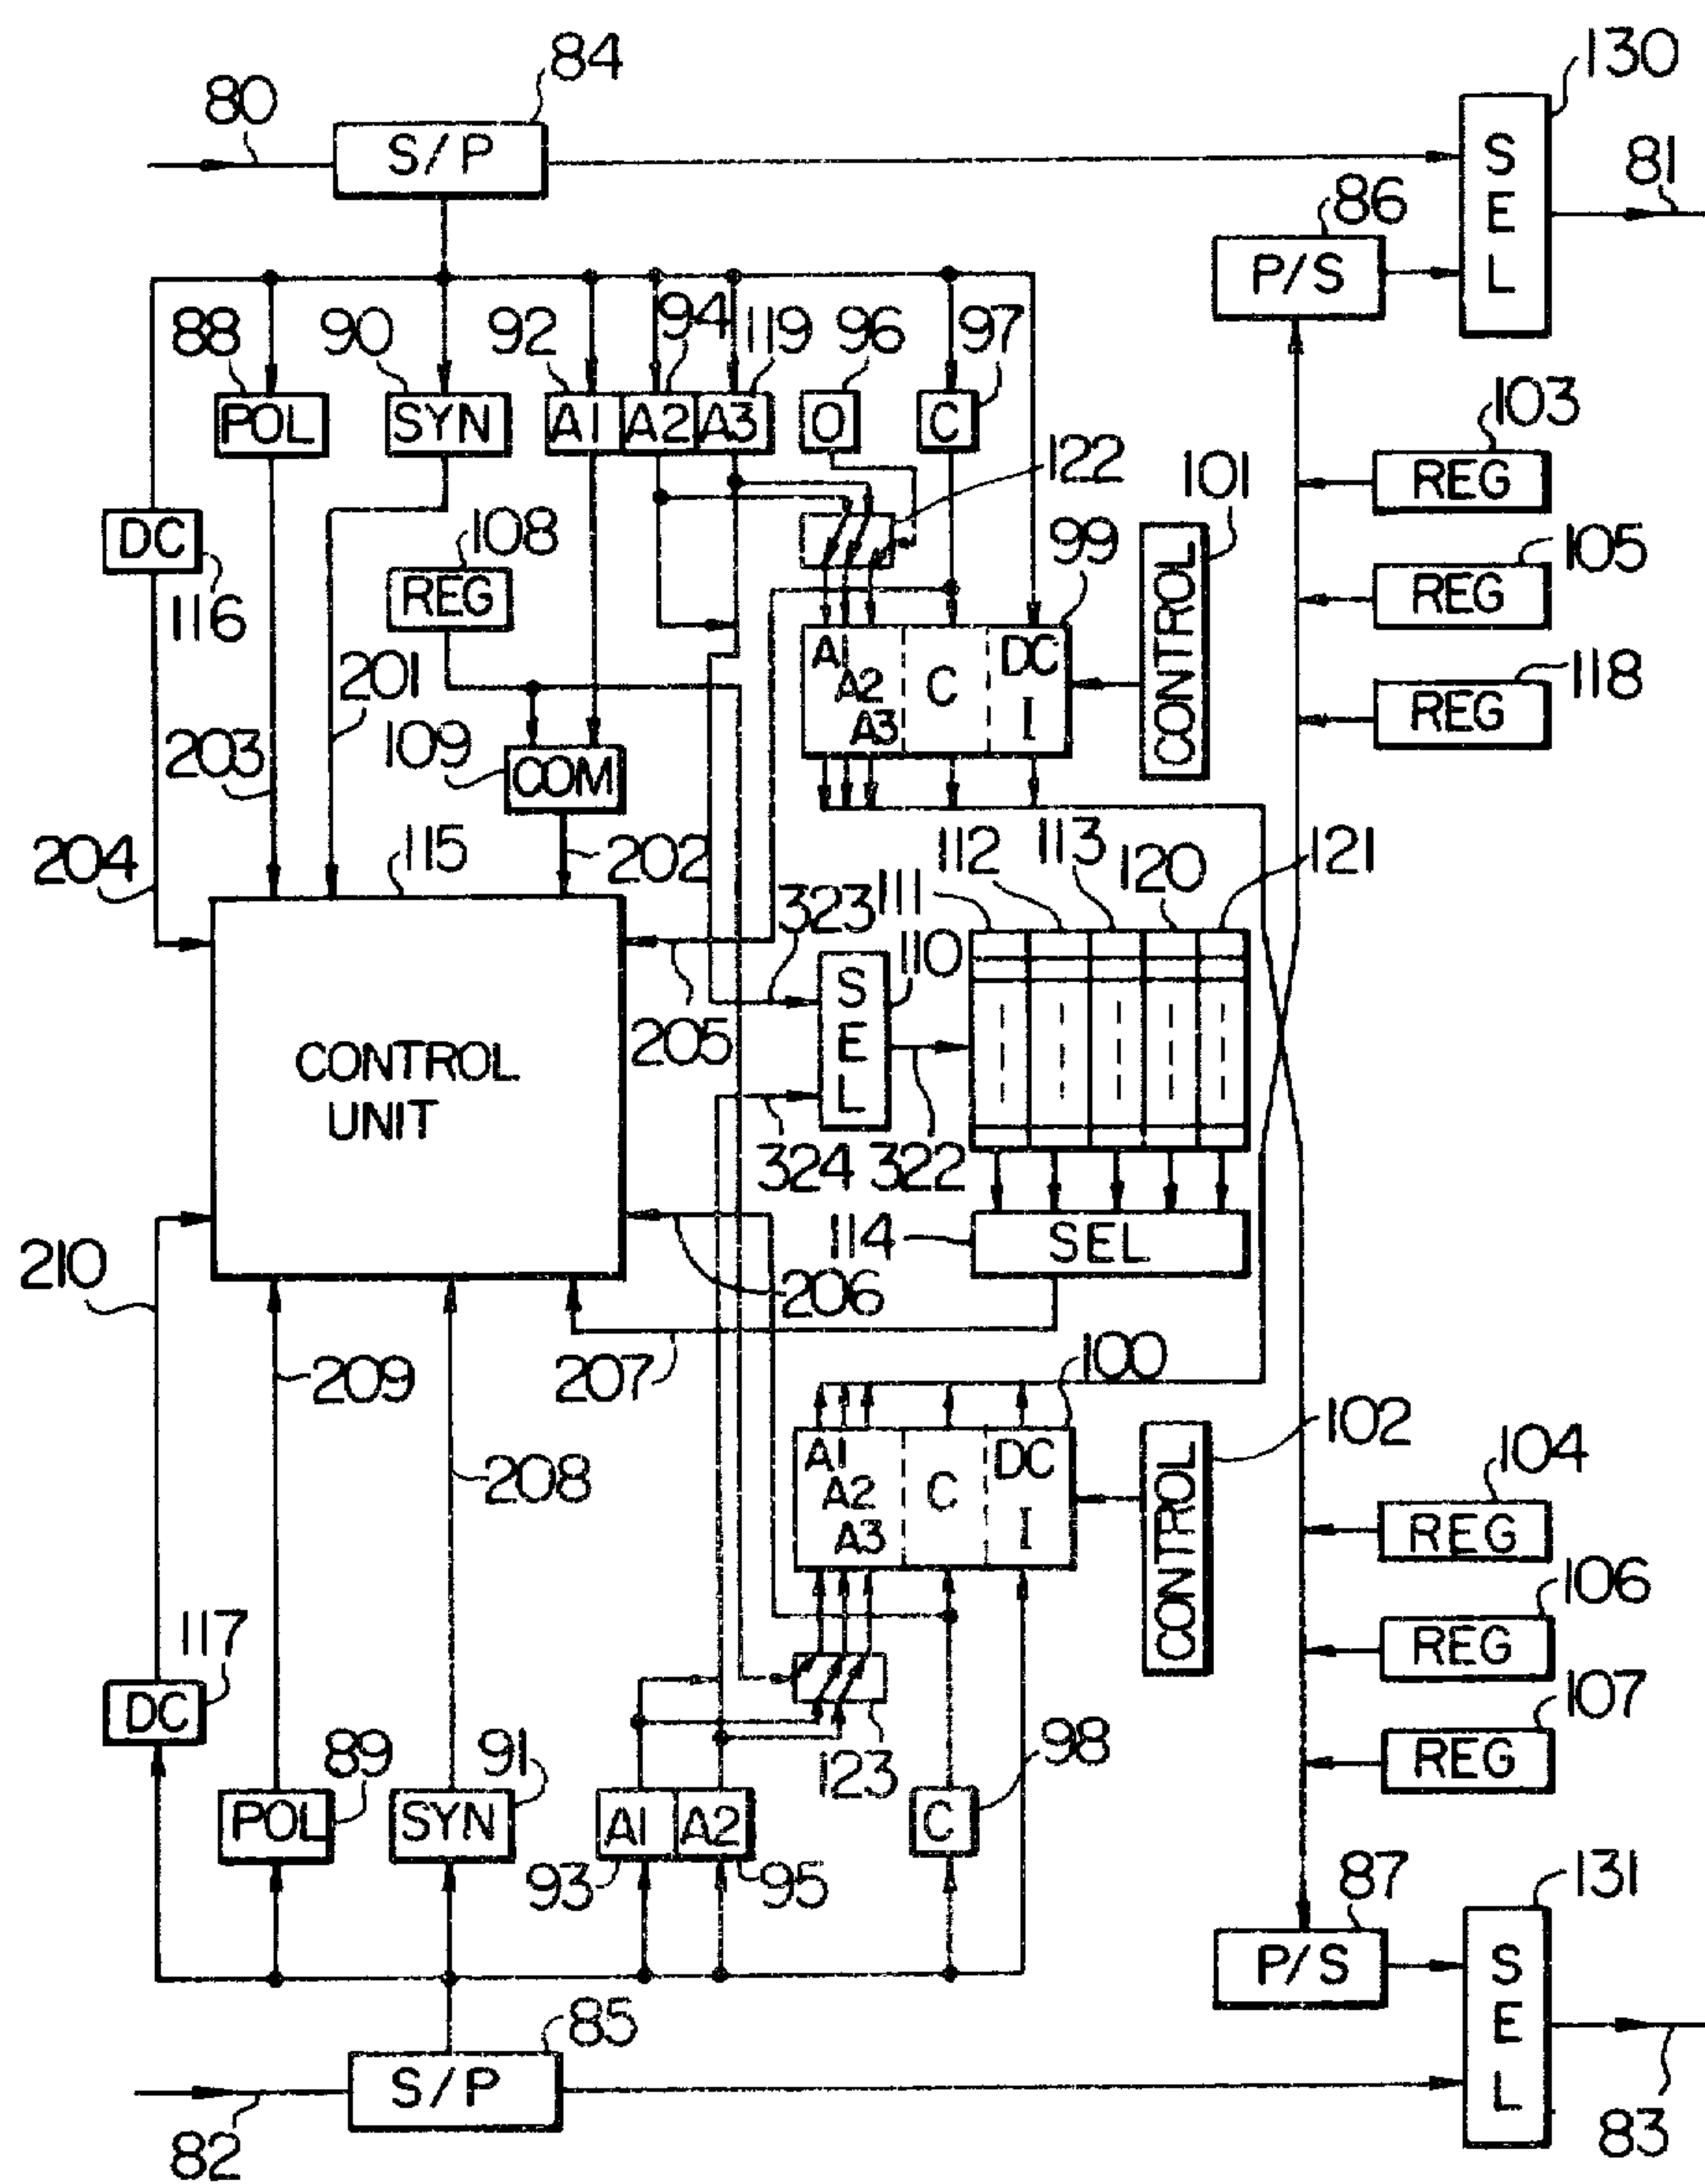 84
130
80
S/P
S
E
L
81
86
P/S
88
90
92
94
119
96
97
POL
SYN
A1
A2
A3
0
C
103
REG
122
101
DC
108
99
105
REG
116
REG
CONTROL
A1
A2
A3
C
DC
I
118
REG
201
203
109
COM
204
115
202
112
113
120
121
323
111
110
S
E
L
205
CONTROL
UNIT
324
322
114
SEL
210
206
209
207
100
102
208
A1
A2
A3
C
DC
I
CONTROL
104
REG
106
REG
117
DC
107
REG
89
91
123
98
POL
SYN
A1
A2
C
93
95
87
131
P/S
S
E
L
85
S/P
82
83